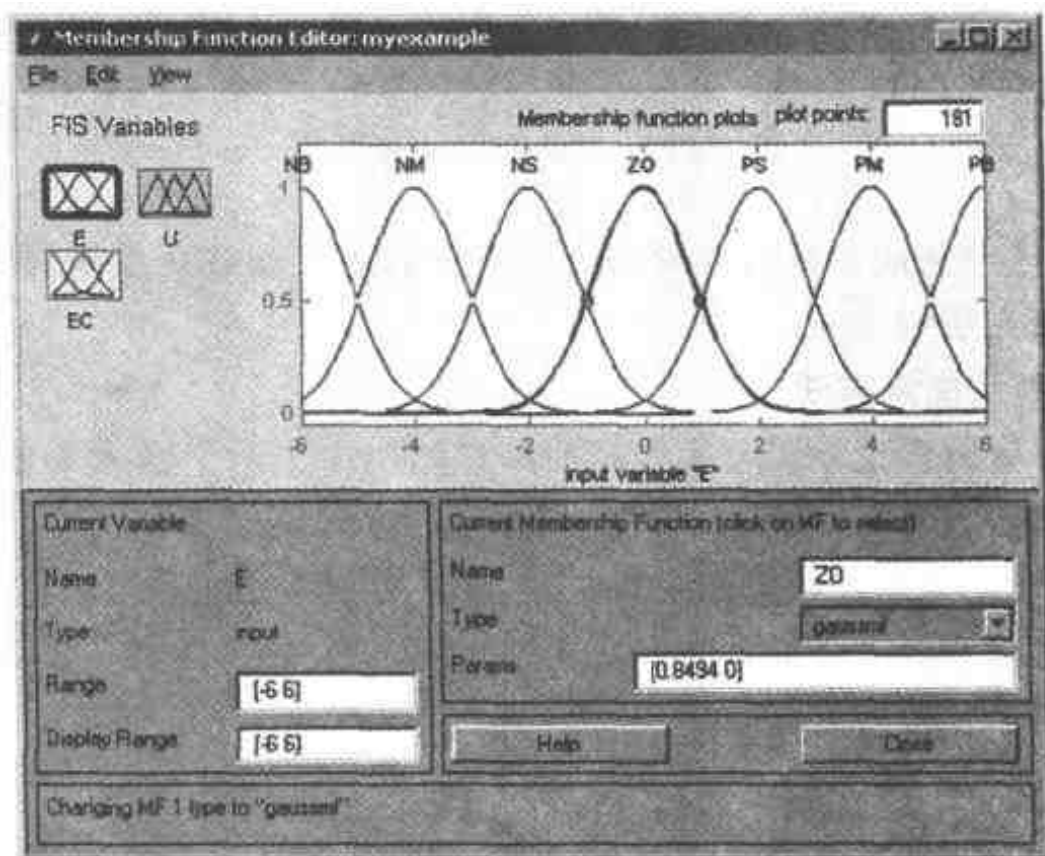 Membership Function Editor: myexample
File Edit View
FIS Variables
Membership function plots plot points: 181
NB NM NS ZO PS PM PB
E
EC
1
0.5
0
-6 -4 -2 0 2 4 6
input variable "E"
Current Variable
Name E
Type input
Range [-6 6]
Display Range [-6 6]
Current Membership Function (click on MF to select)
Name ZO
Type gaussmf
Params [0.8494 0]
Help Close
Changing MF 1 type to "gaussmf"